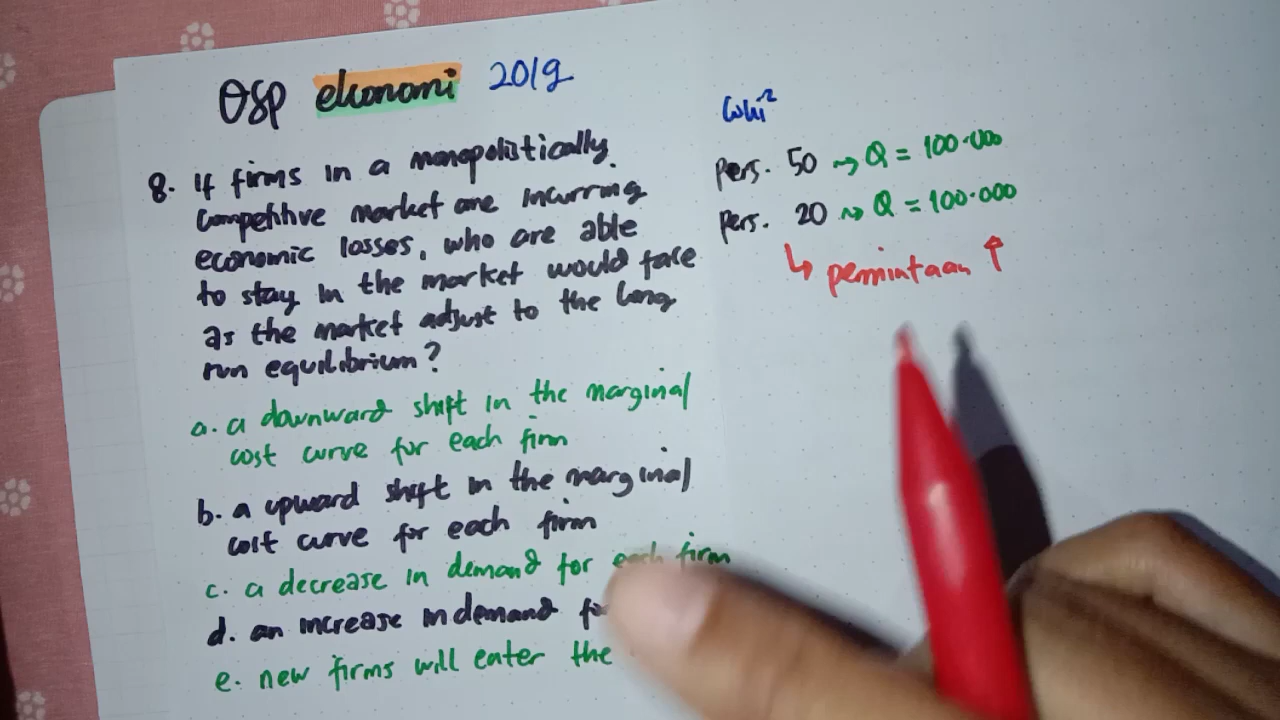 OSP ekonomi 2019
8. If firms in a monopolistically
competitive market are incurring
economic losses, who are able
to stay in the market would face
as the market adjust to the long
run equilibrium?
a. a downward shift in the marginal
cost curve for each firm
b. a upward shift in the marginal
cost curve for each firm
c. a decrease in demand for each firm
d. an increase in demand
e. new firms will enter the
Pers. 50 → Q = 100.000
Pers. 20 → Q = 100.000
↳ permintaan ↑